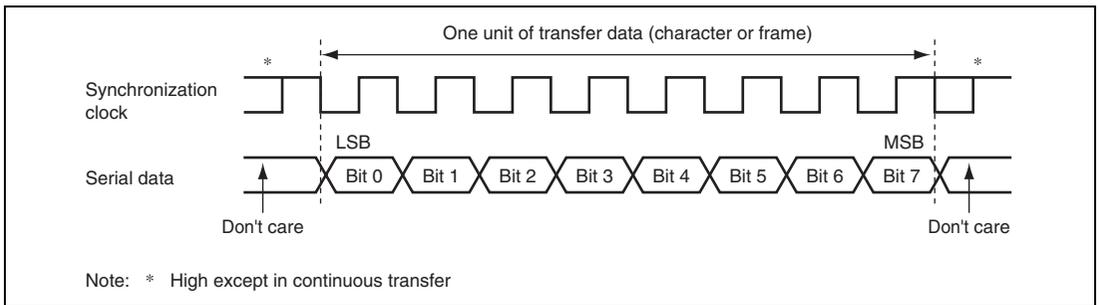 One unit of transfer data (character or frame)
*
*
Synchronization
clock
LSB
MSB
Serial data
Bit 0
Bit 1
Bit 2
Bit 3
Bit 4
Bit 5
Bit 6
Bit 7
Don't care
Don't care
Note: * High except in continuous transfer